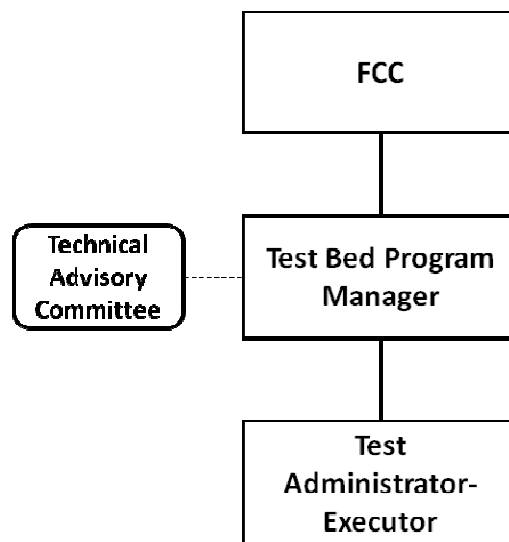 FCC
Technical
Advisory
Committee
Test Bed Program
Manager
Test
Administrator-
Executor